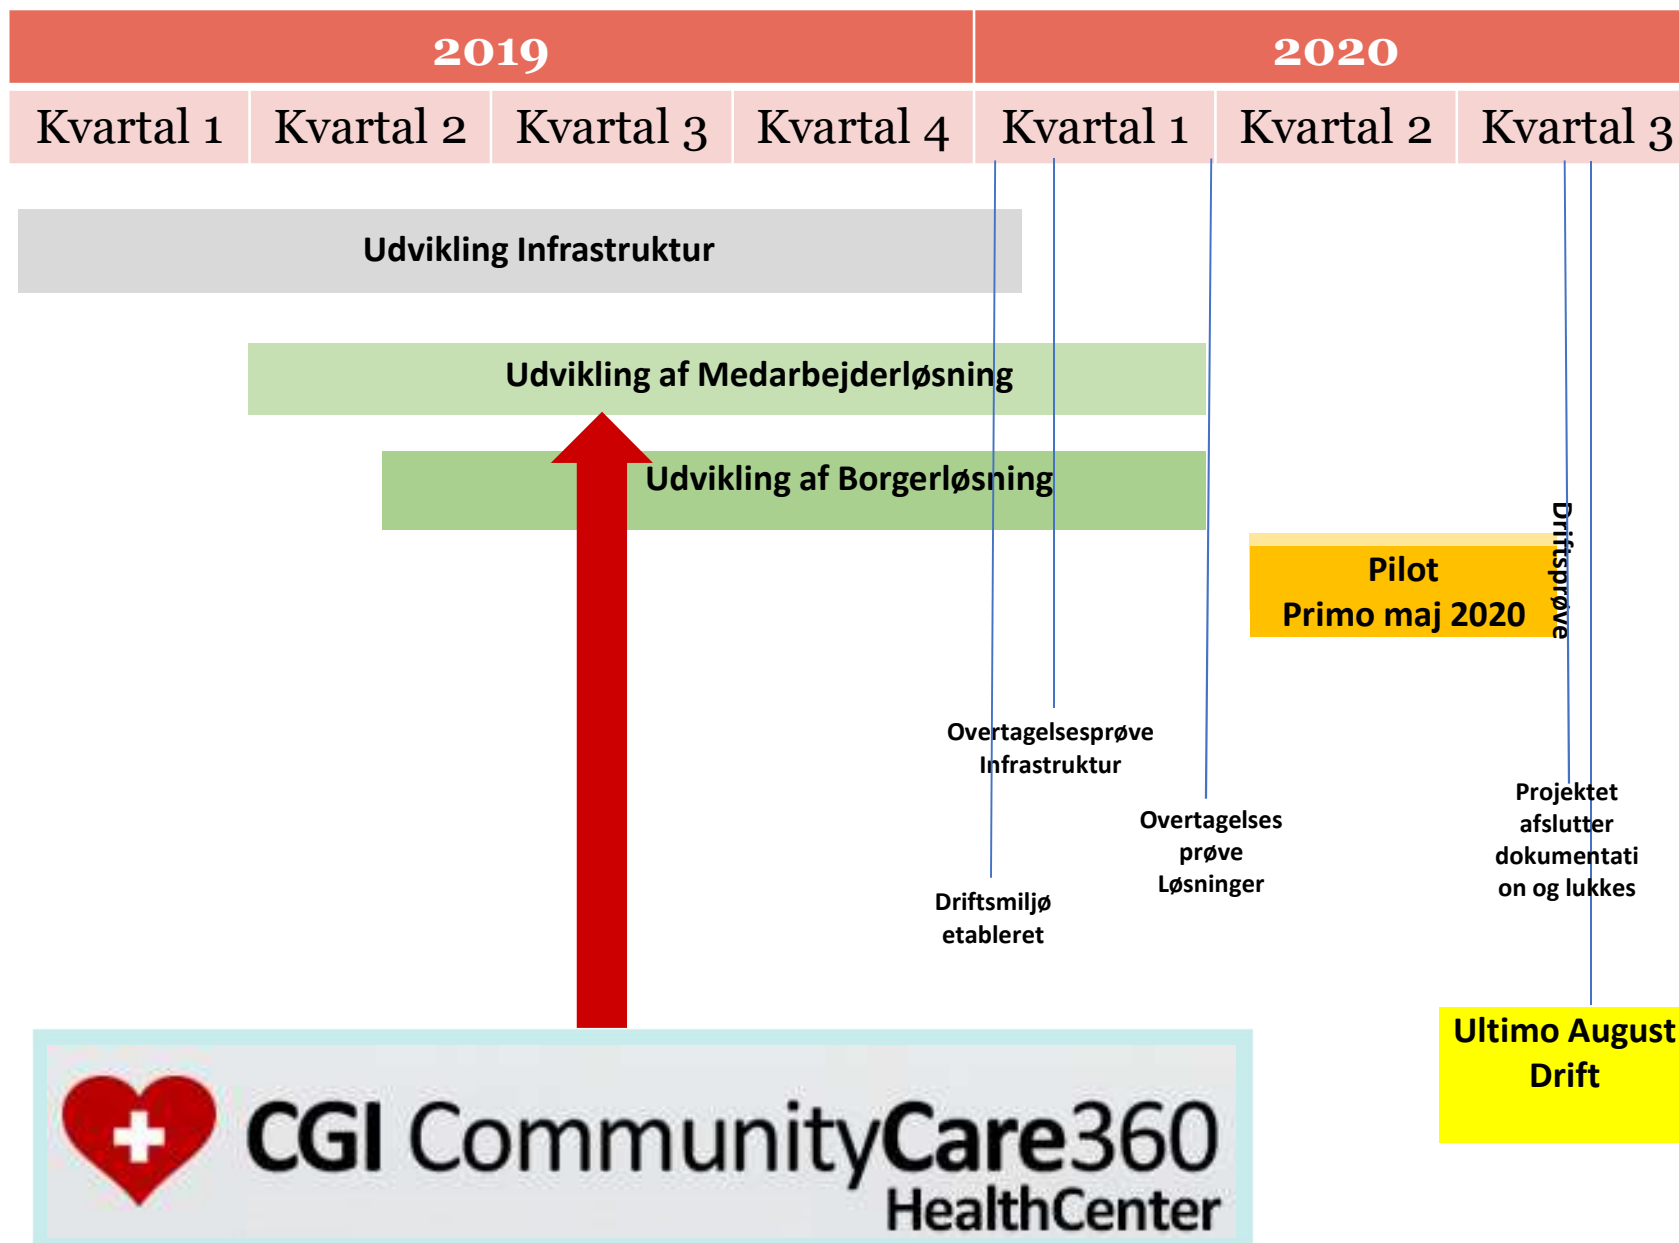 2019
2020
Kvartal 1
Kvartal 2
Kvartal 3
Kvartal 4
Kvartal 1
Kvartal 2
Kvartal 3
Udvikling Infrastruktur
Udvikling af Medarbejderløsning
Udvikling af Borgerløsning
Driftsprøve
Pilot
Primo maj 2020
Overtagelsesprøve
Infrastruktur
Overtagelses
prøve
Løsninger
Projektet
afslutter
dokumentati
on og lukkes
Driftsmiljø
etableret
Ultimo August
Drift
CGI CommunityCare360
HealthCenter